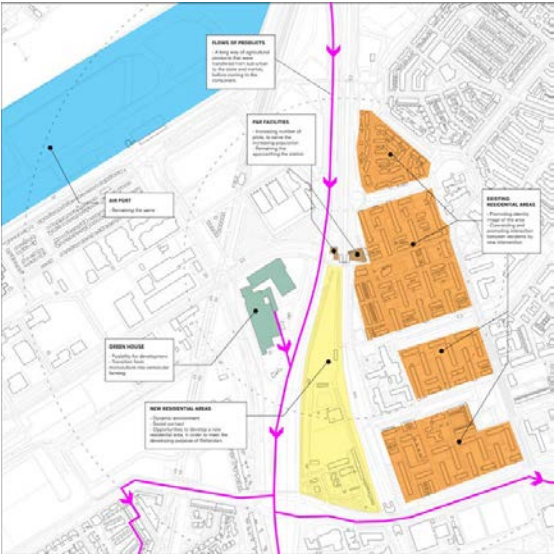 FLOWS OF PRODUCTS
- A long way of agricultural
products that were
transferred from suburban
to the store and market,
before coming to the
consumers.
P&R FACILITIES
- Increasing number of
plots, to serve the
increasing population
- Remaining the
approaching the station
AIR PORT
- Remaining the same
EXISTING
RESIDENTIAL AREAS
- Promoting identity
image of the area
- Connecting and
promoting interaction
between residents by
new intervention
GREEN HOUSE
- Possibility for development
- Transition from
monoculture into
farming
NEW RESIDENTIAL AREAS
- Dynamic environment
- Social connect
- Opportunities to develop a new
residential area, in order to meet the
developing purpose of Rotterdam.